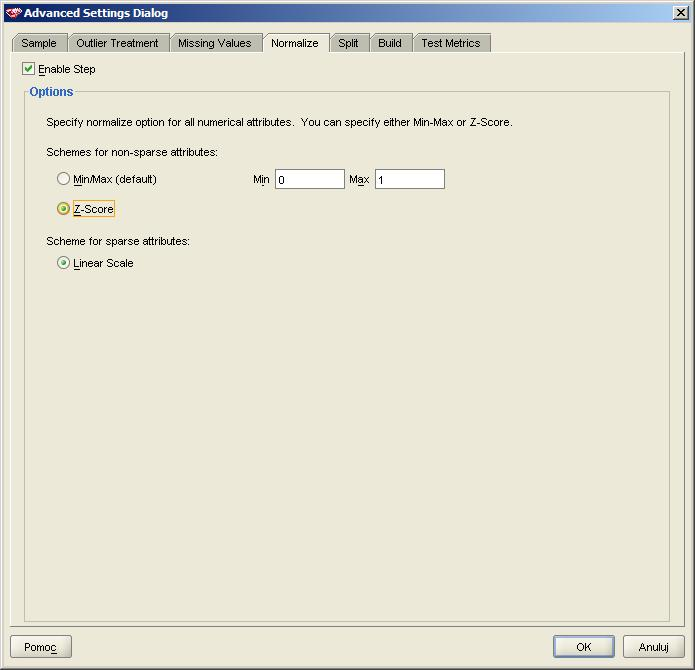 Advanced Settings Dialog
Sample Outlier Treatment Missing Values Normalize Split Build Test Metrics
Enable Step
Options
Specify normalize option for all numerical attributes. You can specify either Min-Max or Z-Score.
Schemes for non-sparse attributes:
Min/Max (default) Min 0 Max 1
Z-Score
Scheme for sparse attributes:
Linear Scale
Pomoc OK Anuluj